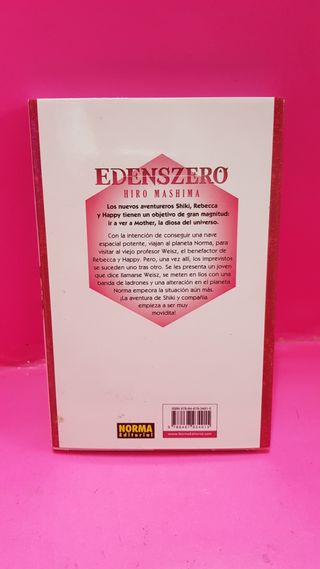 EDENSZERO
HIRO MASHIMA
Los nuevos aventureros Shiki, Rebecca
y Happy tienen un objetivo de gran magnitud:
ir a ver a Mother, la diosa del universo.
Con la intención de conseguir una nave
espacial potente, viajan al planeta Norma, para
visitar al viejo profesor Weisz, el benefactor de
Rebecca y Happy. Pero, una vez allí, los imprevistos
se suceden uno tras otro. Se les presenta un joven
que dice llamarse Weisz, se meten en líos con una
banda de ladrones y una alteración en el planeta
Norma empeora la situación aún más.
¡La aventura de Shiki y compañía
empieza a ser muy
movidita!
NORMA
Editorial
www.NormaEditorial.com